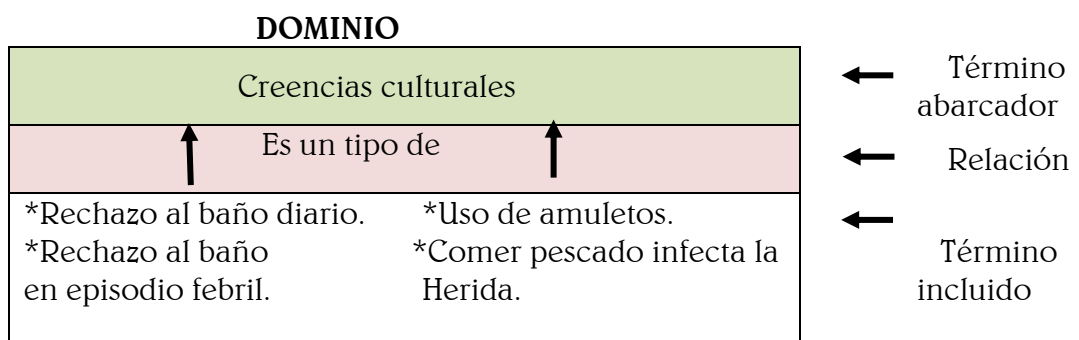 DOMINIO
Creencias culturales
Término
abarcador
Es un tipo de
Relación
*Rechazo al baño diario. *Uso de amuletos.
*Rechazo al baño *Comer pescado infecta la
en episodio febril. Herida.
Término
incluido